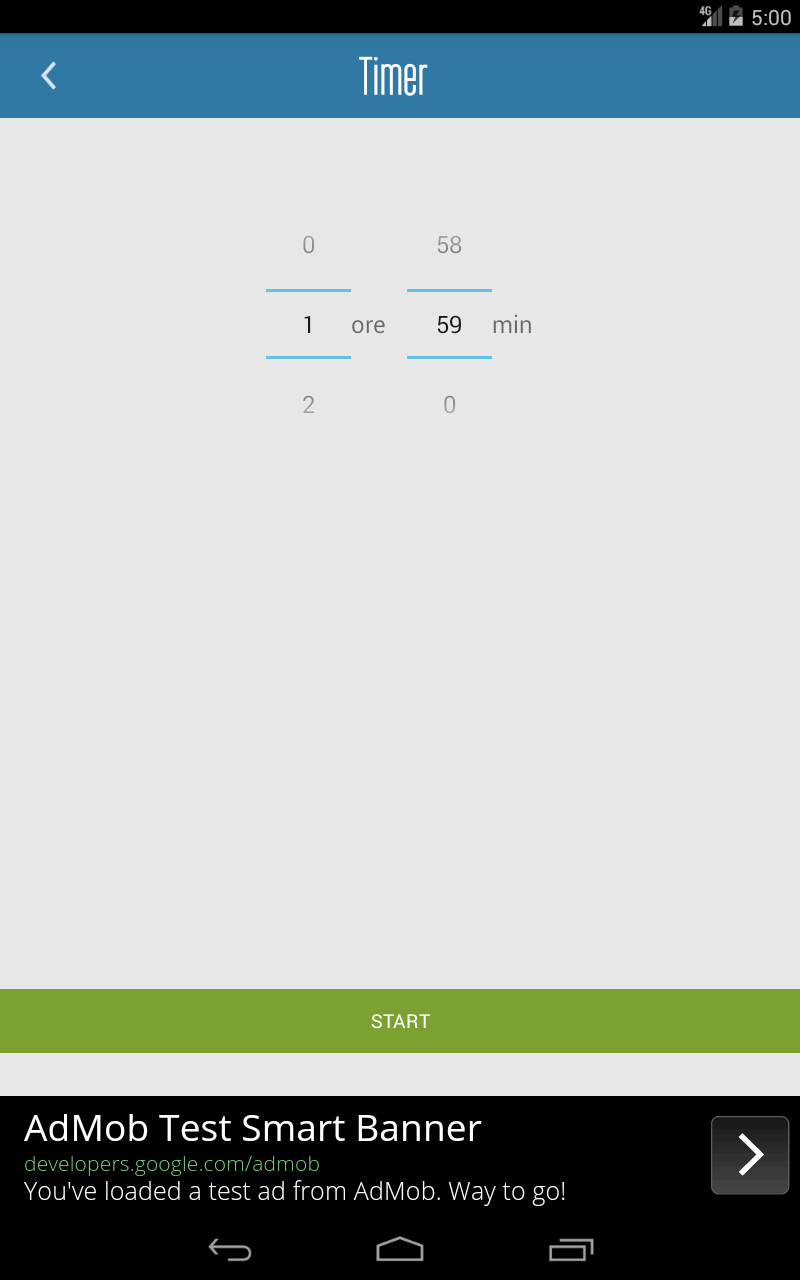 4G 5:00
Timer
0 58
1 ore 59 min
2 0
START
AdMob Test Smart Banner
developers.google.com/admob
You've loaded a test ad from AdMob. Way to go!